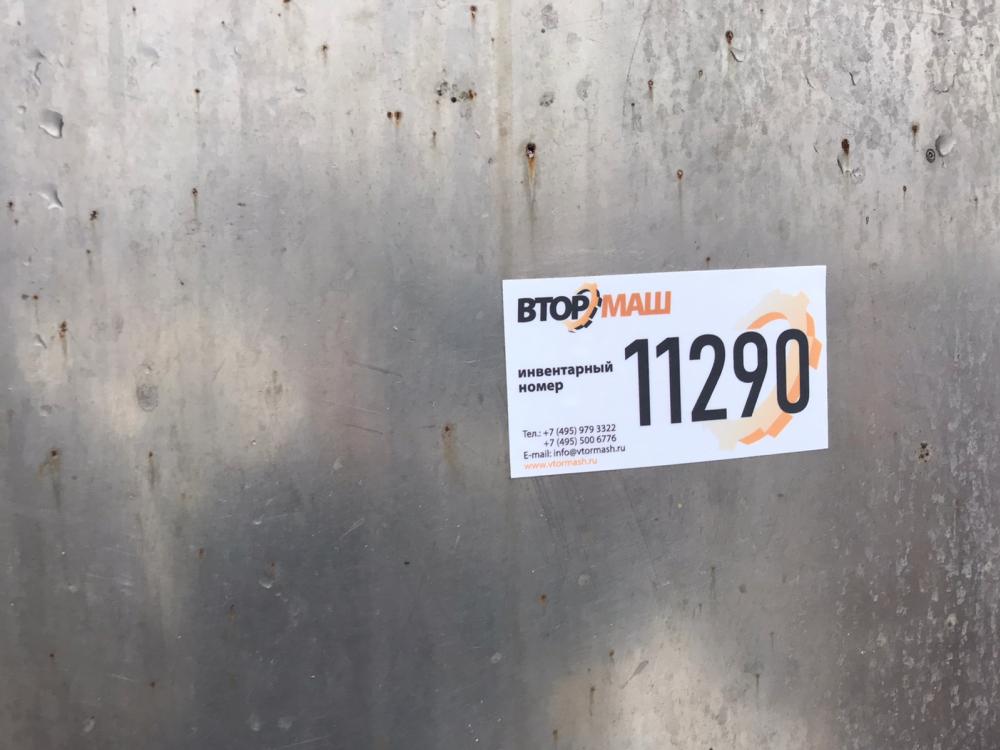 ВТОРМАШ
инвентарный
номер
11290
Тел.: +7 (495) 979 3322
+7 (495) 500 6776
E-mail: info@vtormash.ru
www.vtormash.ru